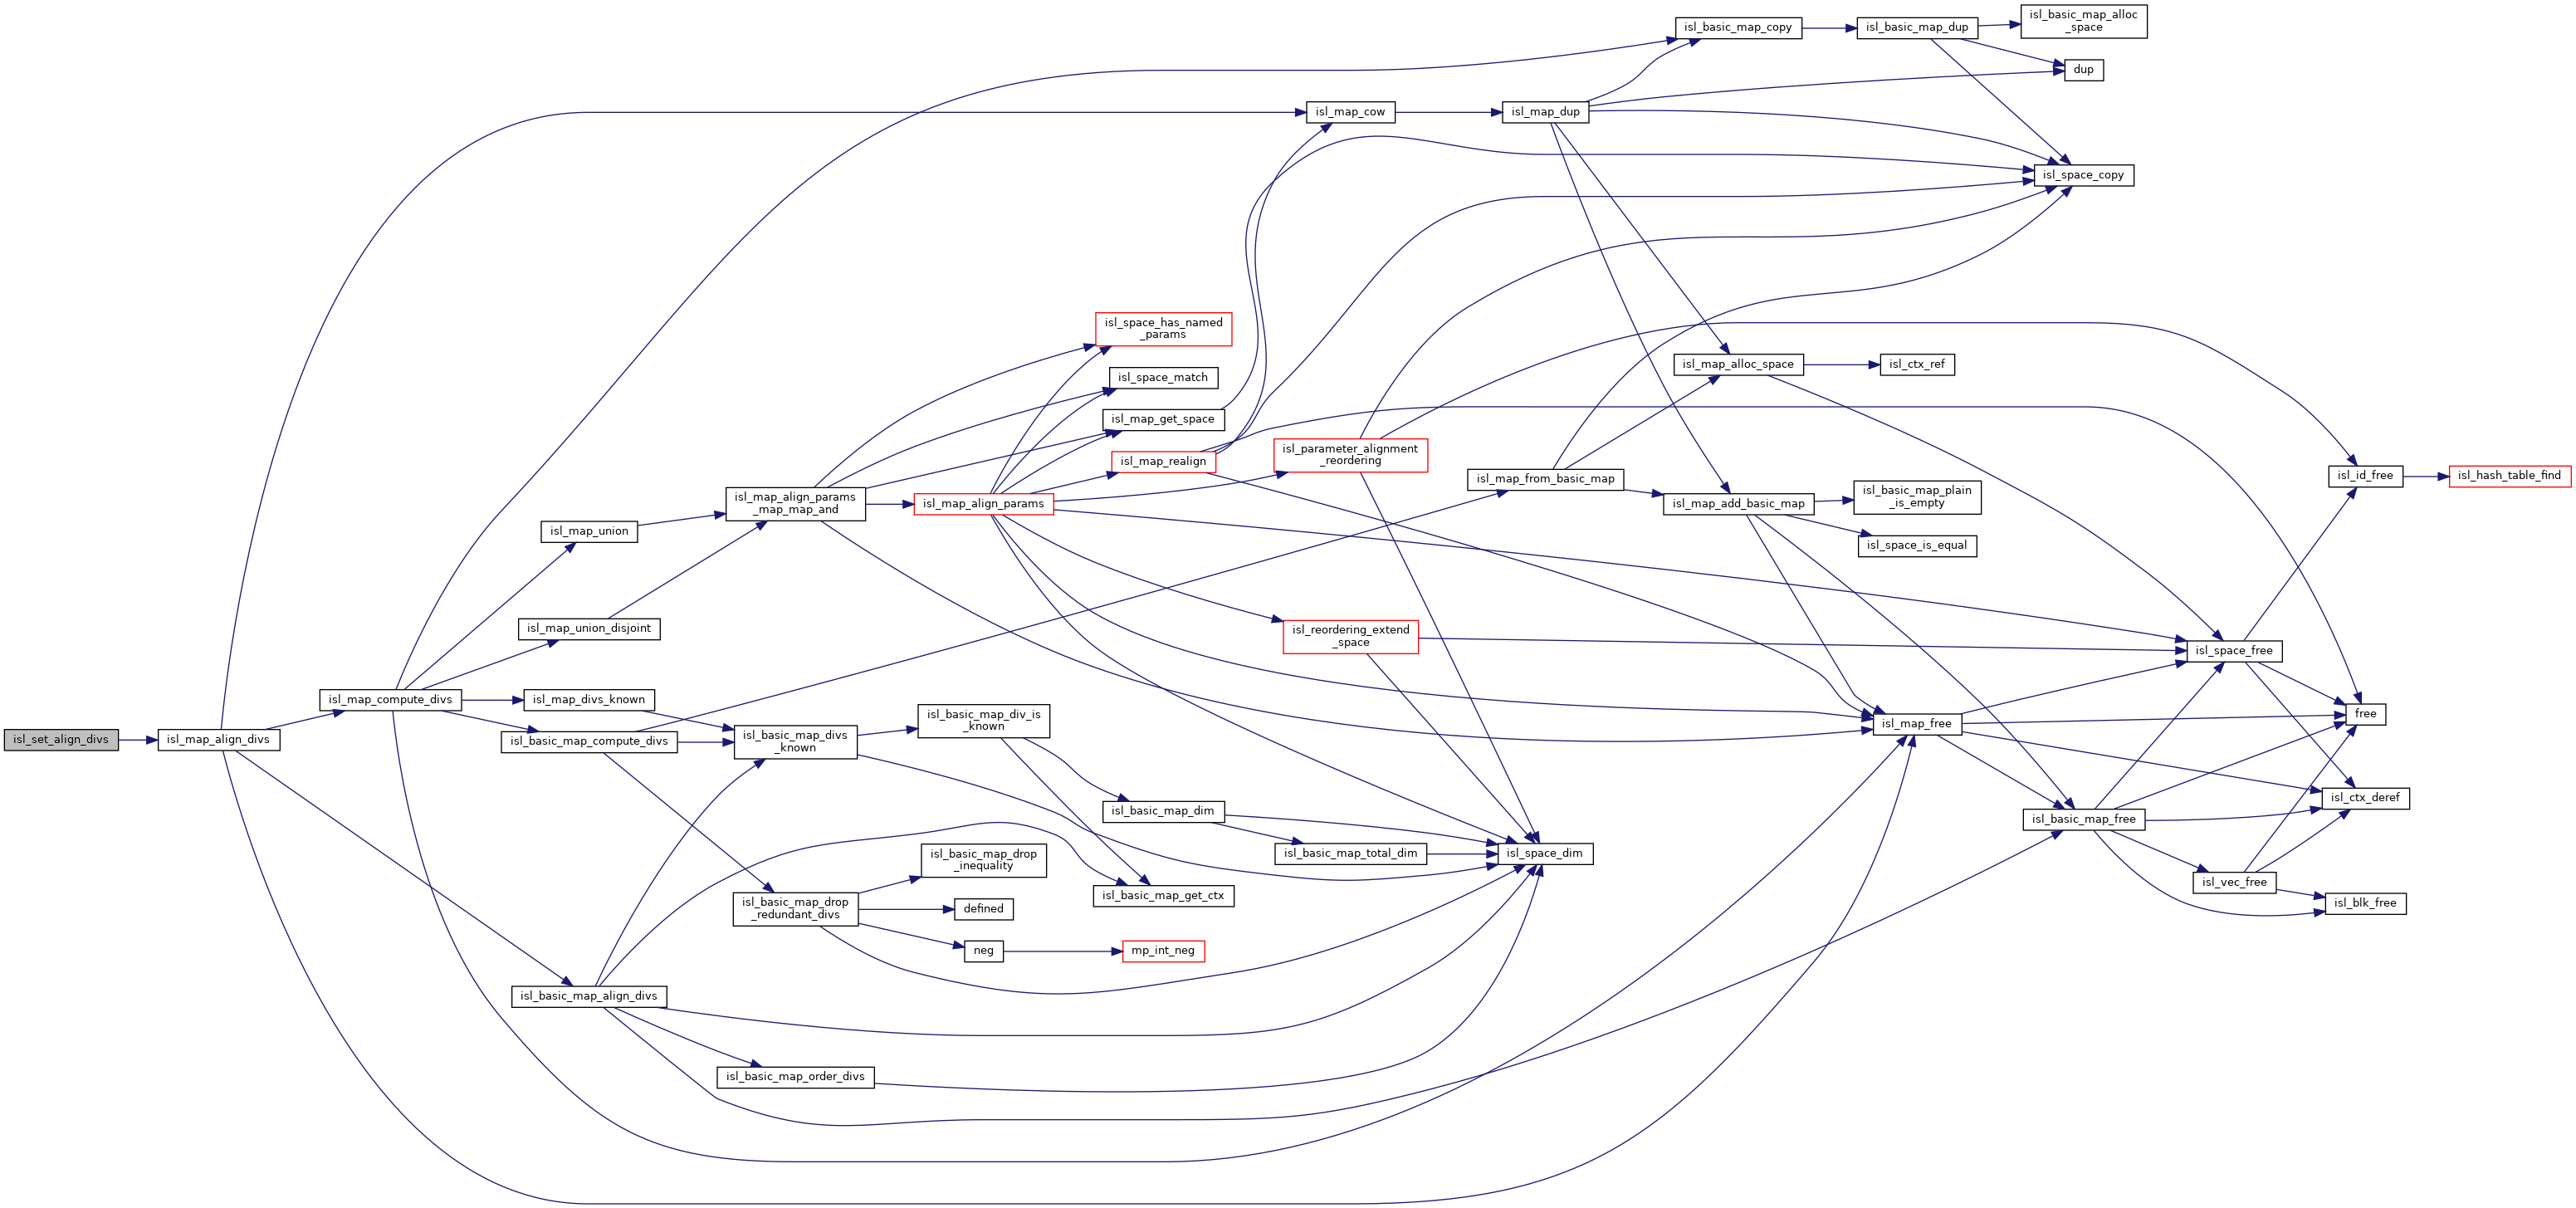 isl_basic_map_alloc
_space
isl_basic_map_copy
isl_basic_map_dup
dup
isl_map_cow
isl_map_dup
isl_space_copy
isl_space_has_named
_params
isl_map_alloc_space
isl_ctx_ref
isl_space_match
isl_map_get_space
isl_parameter_alignment
_reordering
isl_map_realign
isl_map_from_basic_map
isl_id_free
isl_hash_table_find
isl_map_align_params
_map_map_and
isl_map_align_params
isl_map_add_basic_map
isl_basic_map_plain
_is_empty
isl_map_union
isl_space_is_equal
isl_map_union_disjoint
isl_reordering_extend
_space
isl_space_free
isl_map_compute_divs
isl_map_divs_known
isl_basic_map_div_is
_known
isl_map_free
free
isl_set_align_divs
isl_map_align_divs
isl_basic_map_compute_divs
isl_basic_map_divs
_known
isl_basic_map_dim
isl_ctx_deref
isl_basic_map_free
isl_basic_map_drop
_inequality
isl_basic_map_total_dim
isl_space_dim
isl_basic_map_get_ctx
isl_vec_free
isl_blk_free
isl_basic_map_drop
_redundant_divs
defined
neg
mp_int_neg
isl_basic_map_align_divs
isl_basic_map_order_divs